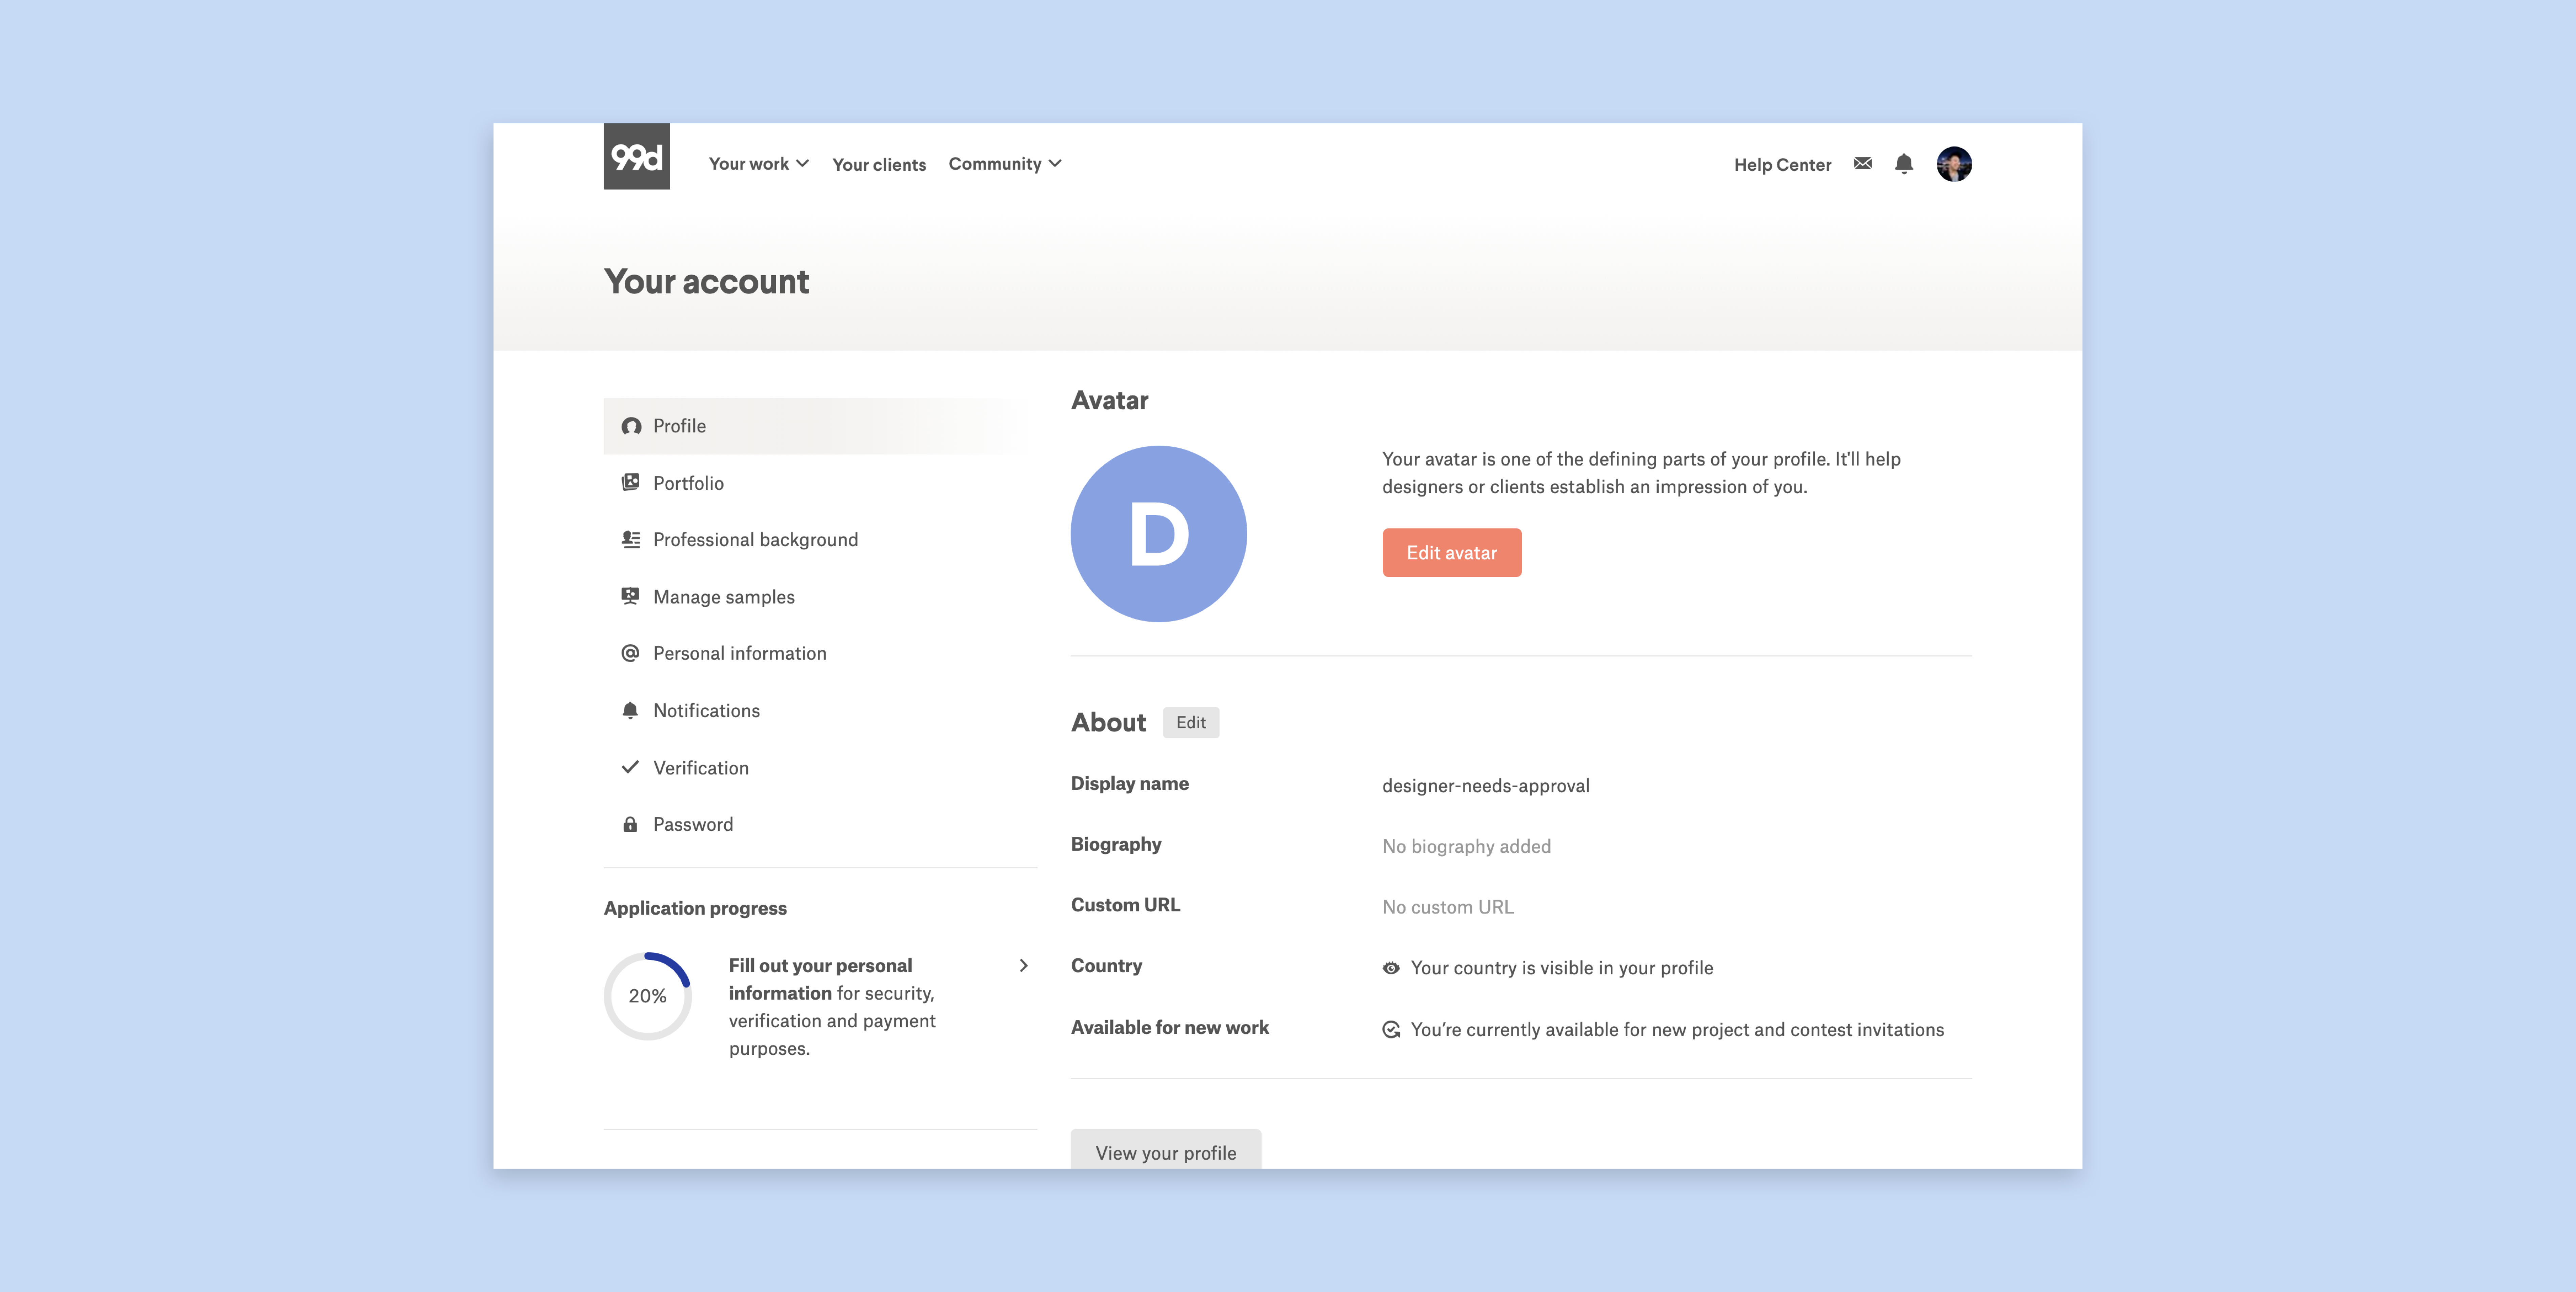 99d
Your work
Your clients
Community
Help Center
Your account
Profile
Portfolio
Professional background
Manage samples
Personal information
Notifications
Verification
Password
Application progress
20%
Fill out your personal
information for security,
verification and payment
purposes.
Avatar
D
Your avatar is one of the defining parts of your profile. It'll help
designers or clients establish an impression of you.
Edit avatar
About
Edit
Display name
designer-needs-approval
Biography
No biography added
Custom URL
No custom URL
Country
Your country is visible in your profile
Available for new work
You’re currently available for new project and contest invitations
View your profile